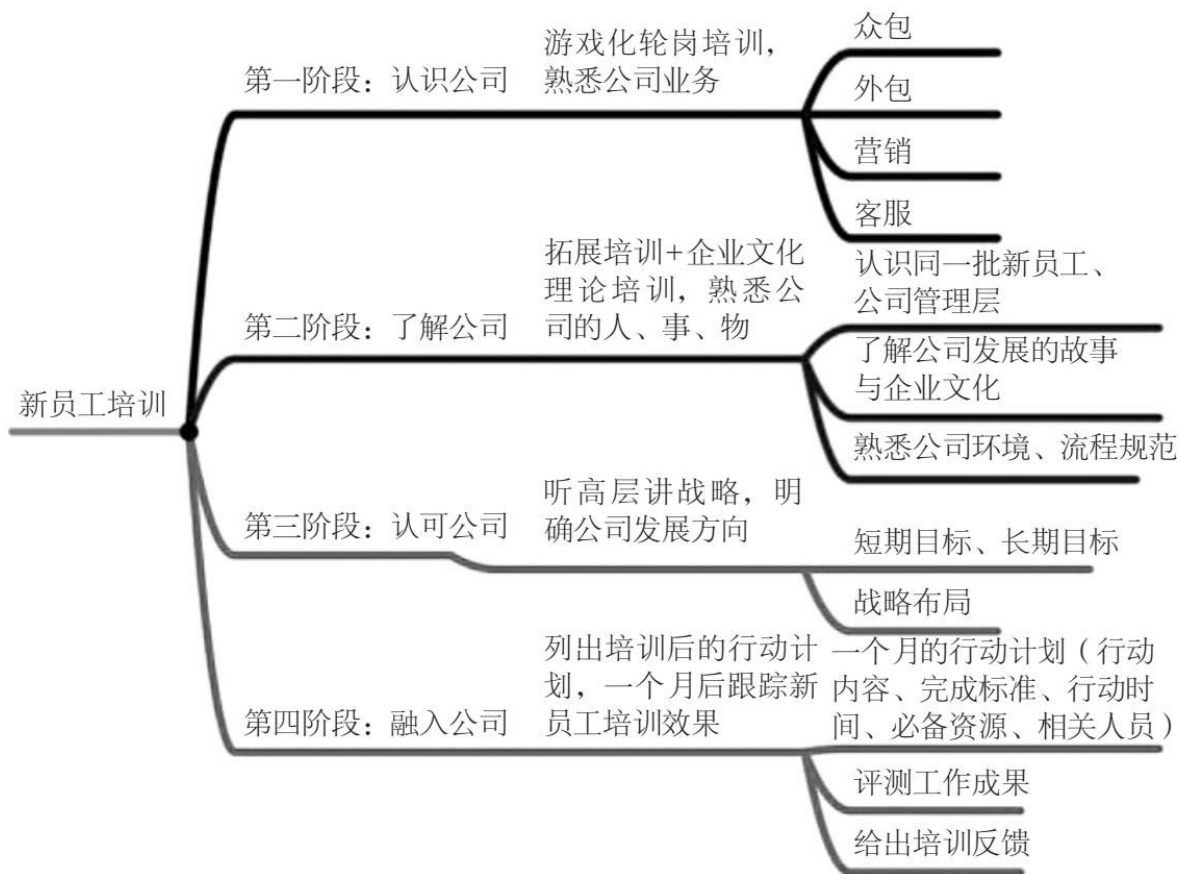 新员工培训
第一阶段：认识公司
游戏化轮岗培训，
熟悉公司业务
众包
外包
营销
客服
第二阶段：了解公司
拓展培训+企业文化
理论培训，熟悉公
司的人、事、物
认识同一批新员工、
公司管理层
了解公司发展的故事
与企业文化
熟悉公司环境、流程规范
第三阶段：认可公司
听高层讲战略，明
确公司发展方向
短期目标、长期目标
战略布局
第四阶段：融入公司
列出培训后的行动计
划，一个月后跟踪新
员工培训效果
一个月的行动计划（行动
内容、完成标准、行动时
间、必备资源、相关人员）
评测工作成果
给出培训反馈